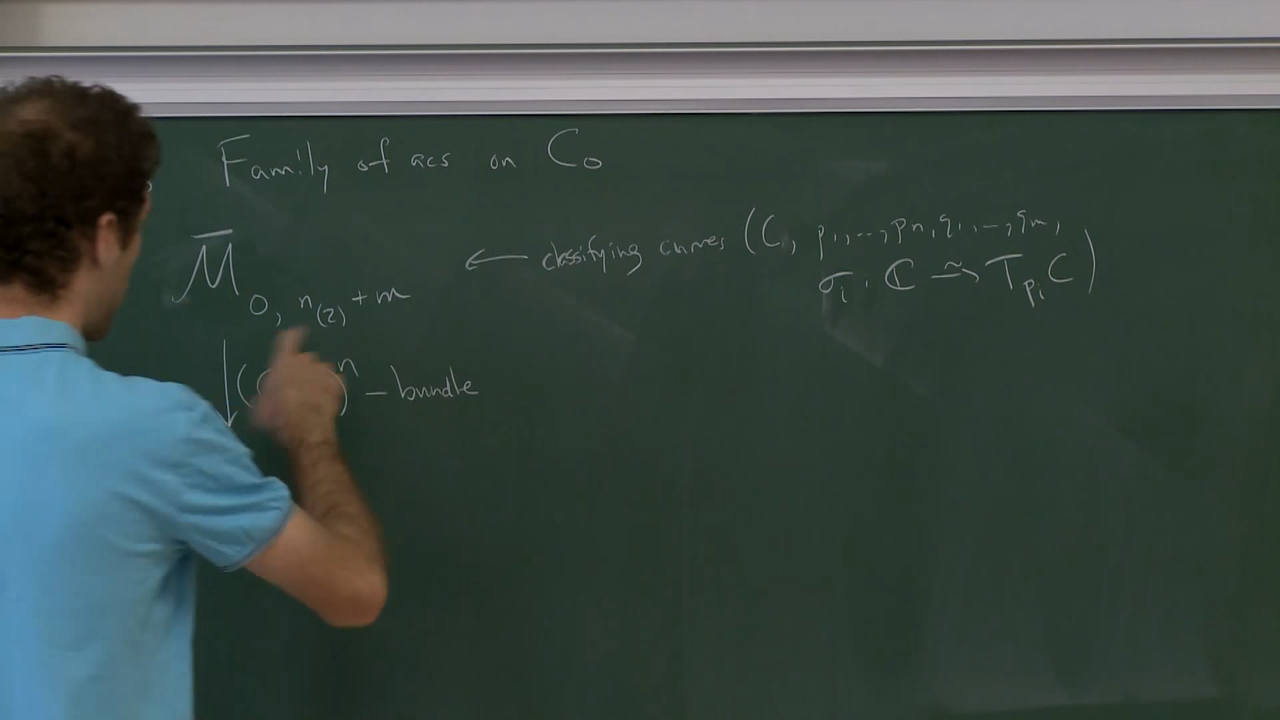 Family of acs on C₀
M̄₀, n₍₂₎ + m ← classifying curves (C, p₁, .., pₙ, q₁, .., qₘ,
σᵢ : ℂ ≅→ T_{pᵢ} C)
↓ ( )ⁿ – bundle